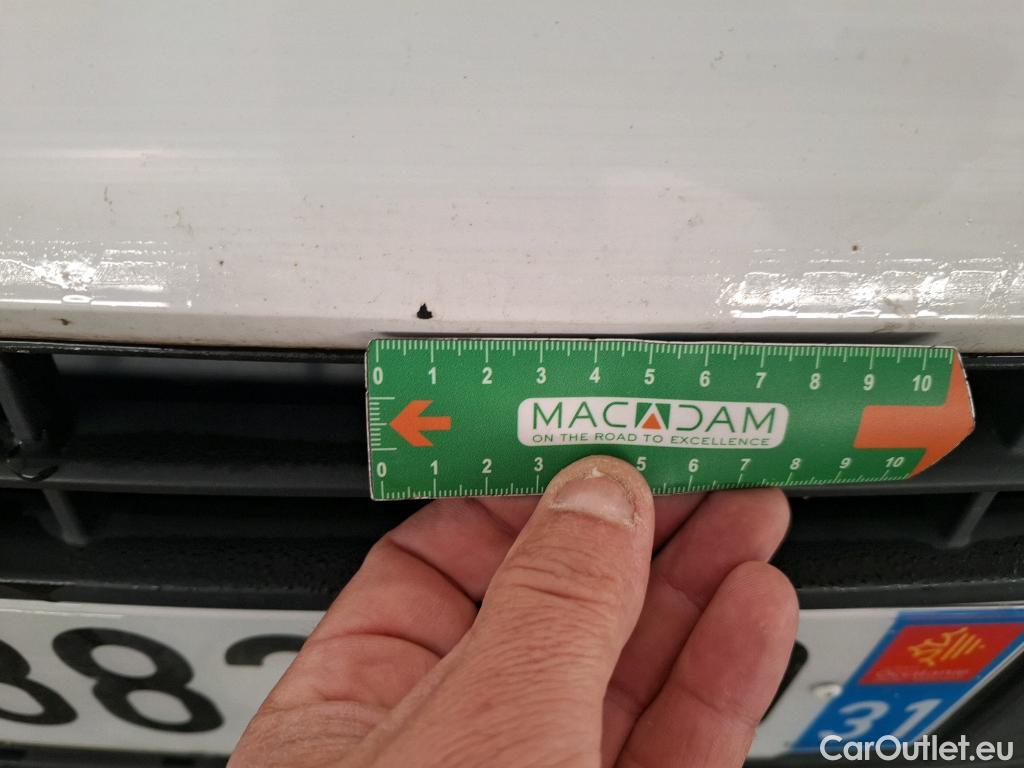 0 1 2 3 4 5 6 7 8 9 10
MACADAM
ON THE ROAD TO EXCELLENCE
0 1 2 3 5 6 7 8 9 10
88
31
CarOutlet.eu